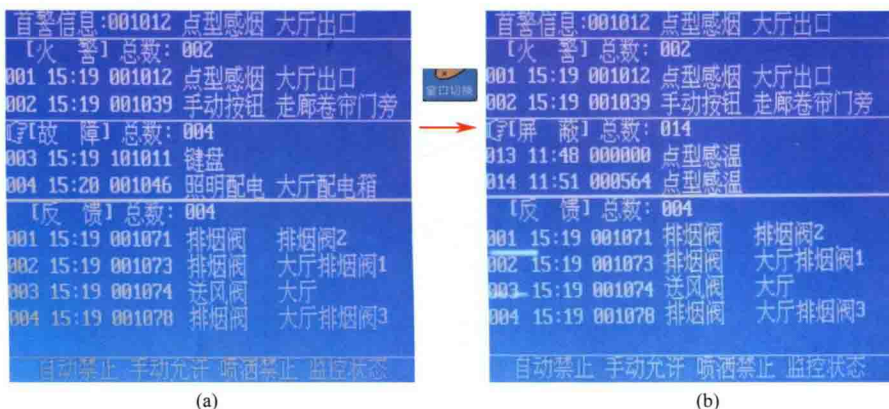 首警信息:001012 点型感烟 大厅出口
[火 警] 总数: 002
001 15:19 001012 点型感烟 大厅出口
002 15:19 001039 手动按钮 走廊卷帘门旁
[故 障] 总数: 004
003 15:19 101011 键盘
004 15:20 001046 照明配电 大厅配电箱
[反 馈] 总数: 004
001 15:19 001071 排烟阀 排烟阀2
002 15:19 001073 排烟阀 大厅排烟阀1
003 15:19 001074 送风阀 大厅
004 15:19 001078 排烟阀 大厅排烟阀3
自动禁止 手动允许 喷洒禁止 监控状态
(a)
窗口切换
首警信息:001012 点型感烟 大厅出口
[火 警] 总数: 002
001 15:19 001012 点型感烟 大厅出口
002 15:19 001039 手动按钮 走廊卷帘门旁
[屏 蔽] 总数: 014
013 11:48 000000 点型感温
014 11:51 000564 点型感温
[反 馈] 总数: 004
001 15:19 001071 排烟阀 排烟阀2
002 15:19 001073 排烟阀 大厅排烟阀1
003 15:19 001074 送风阀 大厅
004 15:19 001078 排烟阀 大厅排烟阀3
自动禁止 手动允许 喷洒禁止 监控状态
(b)